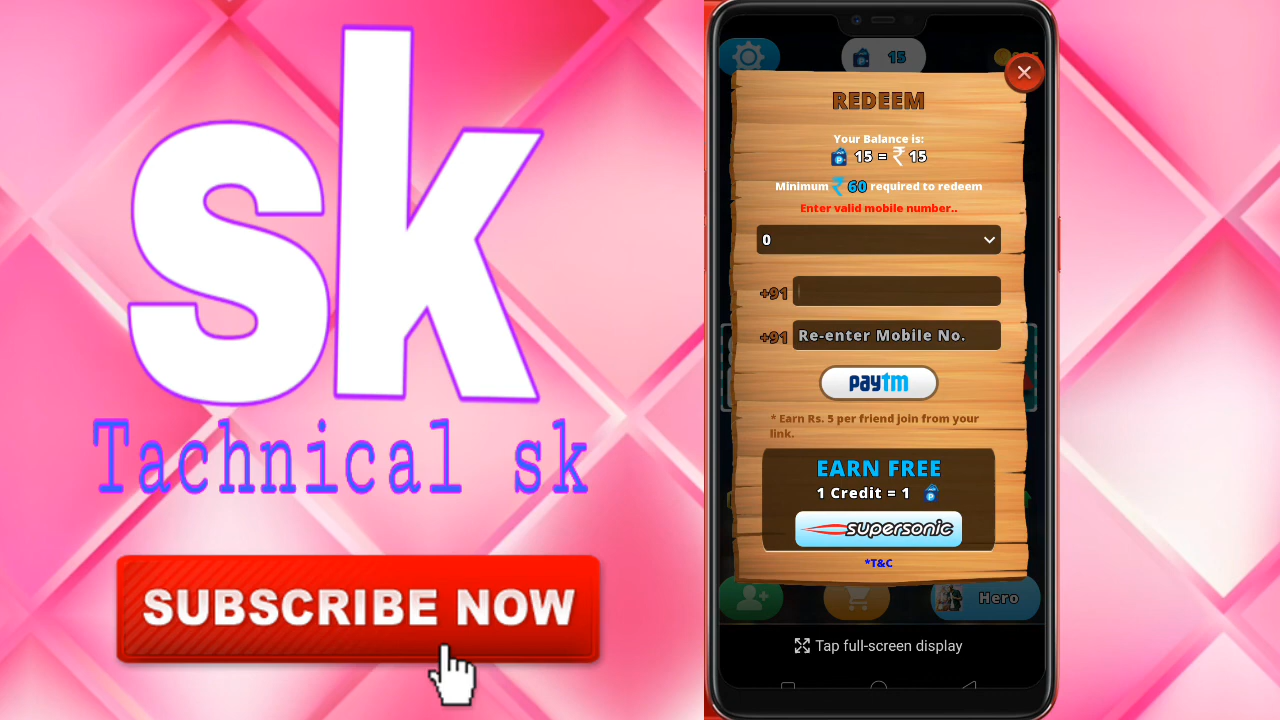 sk
Tachnical sk
SUBSCRIBE NOW
15
REDEEM
Your Balance is:
15 = ₹ 15
Minimum ₹ 60 required to redeem
Enter valid mobile number..
0
+91
+91 Re-enter Mobile No.
paytm
* Earn Rs. 5 per friend join from your
link.
EARN FREE
1 Credit = 1
supersonic
*T&C
Hero
Tap full-screen display